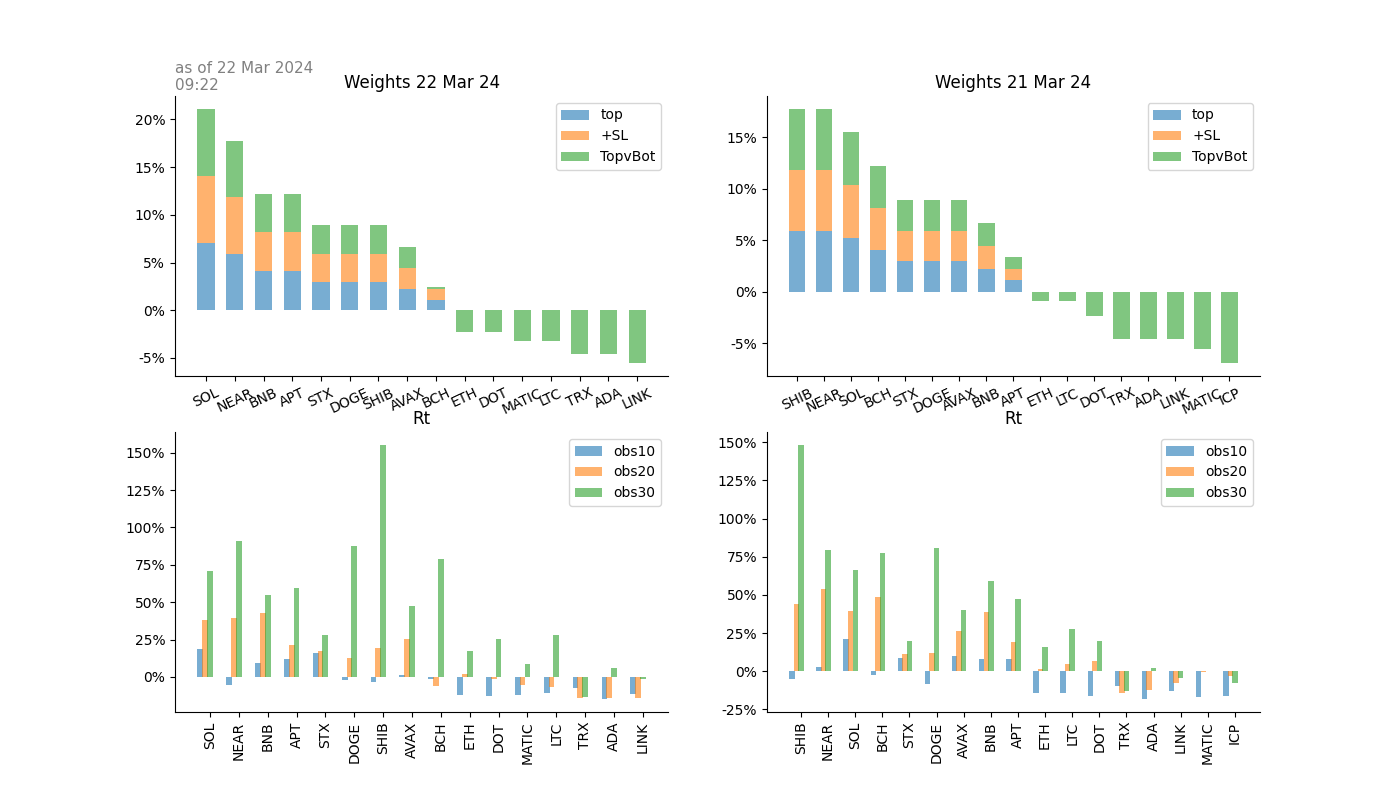 as of 22 Mar 2024
09:22
Weights 22 Mar 24
20%
15%
10%
5%
0%
-5%
top
+SL
TopvBot
SOL NEAR BNB APT STX DOGE SHIB AVAX BCH ETH DOT MATIC LTC TRX ADA LINK
Weights 21 Mar 24
15%
10%
5%
0%
-5%
top
+SL
TopvBot
SHIB NEAR SOL BCH STX DOGE AVAX BNB APT ETH LTC DOT TRX ADA LINK MATIC ICP
Rt
150%
125%
100%
75%
50%
25%
0%
obs10
obs20
obs30
SOL NEAR BNB APT STX DOGE SHIB AVAX BCH ETH DOT MATIC LTC TRX ADA LINK
Rt
150%
125%
100%
75%
50%
25%
0%
-25%
obs10
obs20
obs30
SHIB NEAR SOL BCH STX DOGE AVAX BNB APT ETH LTC DOT TRX ADA LINK MATIC ICP